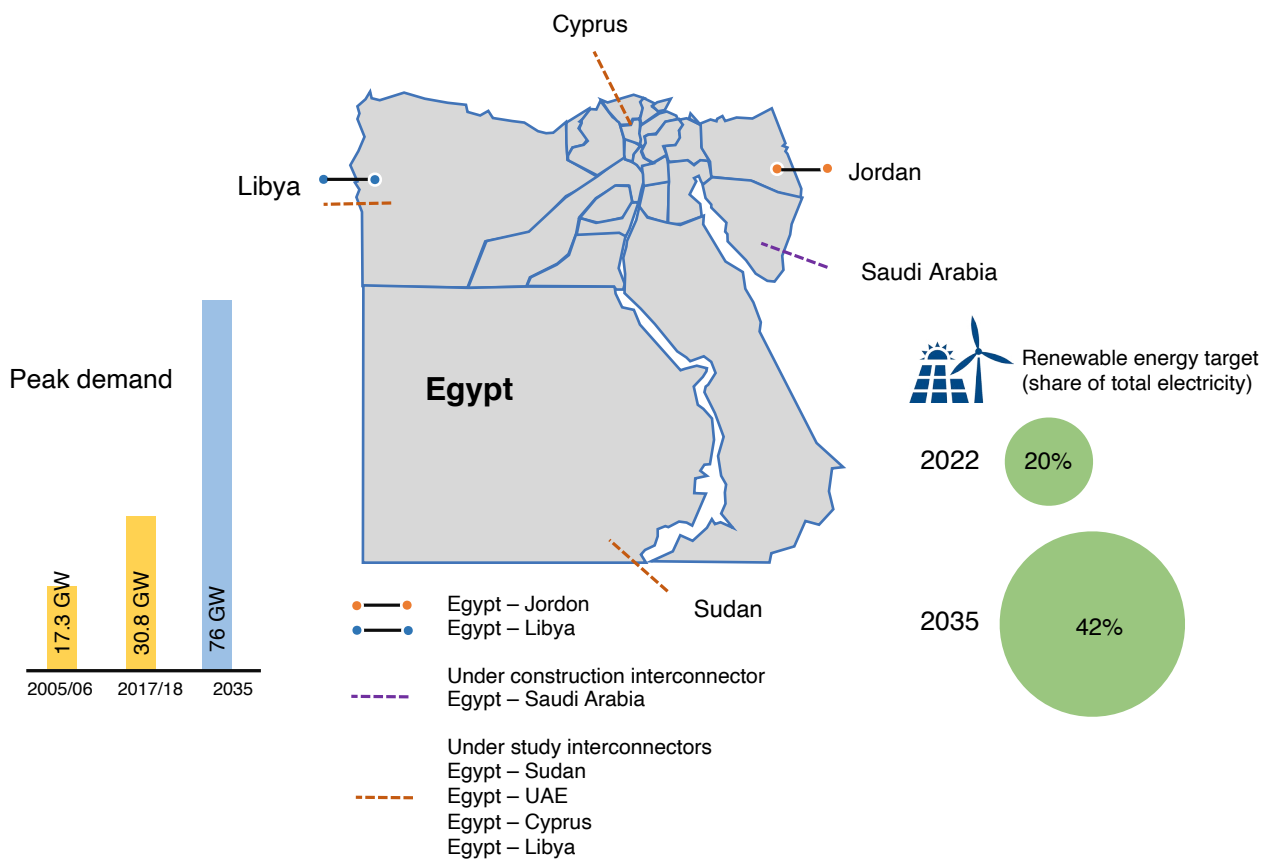 Cyprus
Libya
Jordan
Saudi Arabia
Egypt
Sudan
Peak demand
17.3 GW
30.8 GW
76 GW
2005/06
2017/18
2035
Renewable energy target
(share of total electricity)
2022
20%
2035
42%
Egypt – Jordon
Egypt – Libya
Under construction interconnector
Egypt – Saudi Arabia
Under study interconnectors
Egypt – Sudan
Egypt – UAE
Egypt – Cyprus
Egypt – Libya